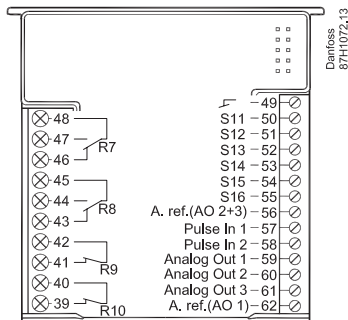 Danfoss
87H1072.13
48
47
46
R7
45
44
43
R8
42
41
R9
40
39
R10
49
S11 50
S12 51
S13 52
S14 53
S15 54
S16 55
A. ref.(AO 2+3) 56
Pulse In 1 57
Pulse In 2 58
Analog Out 1 59
Analog Out 2 60
Analog Out 3 61
A. ref.(AO 1) 62